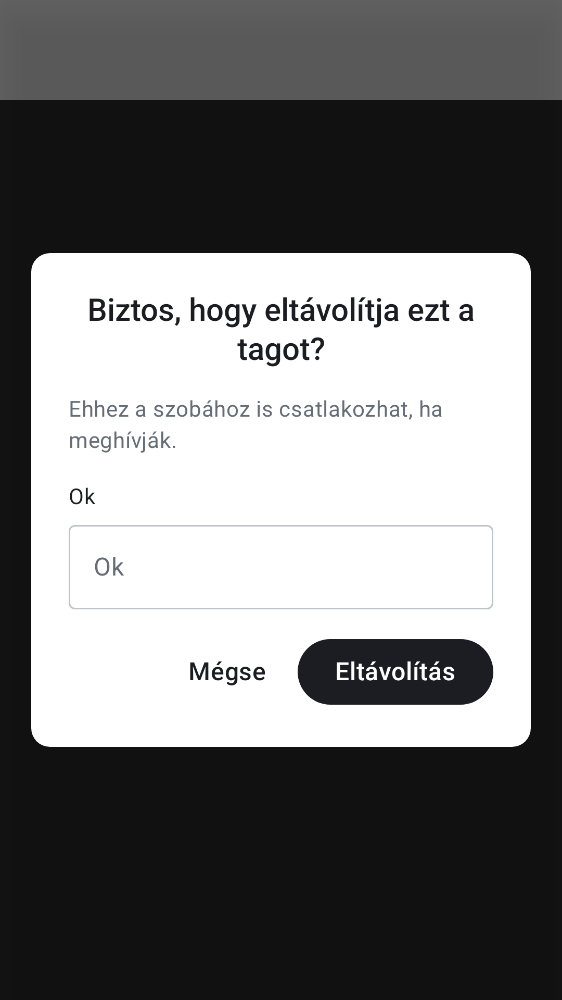 Biztos, hogy eltávolítja ezt a
tagot?
Ehhez a szobához is csatlakozhat, ha
meghívják.
Ok
Ok
Mégse
Eltávolítás